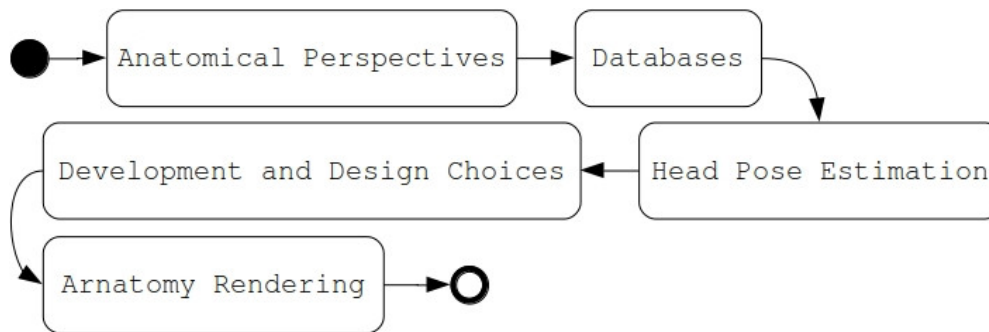 Anatomical Perspectives
Databases
Head Pose Estimation
Development and Design Choices
Arnatomy Rendering